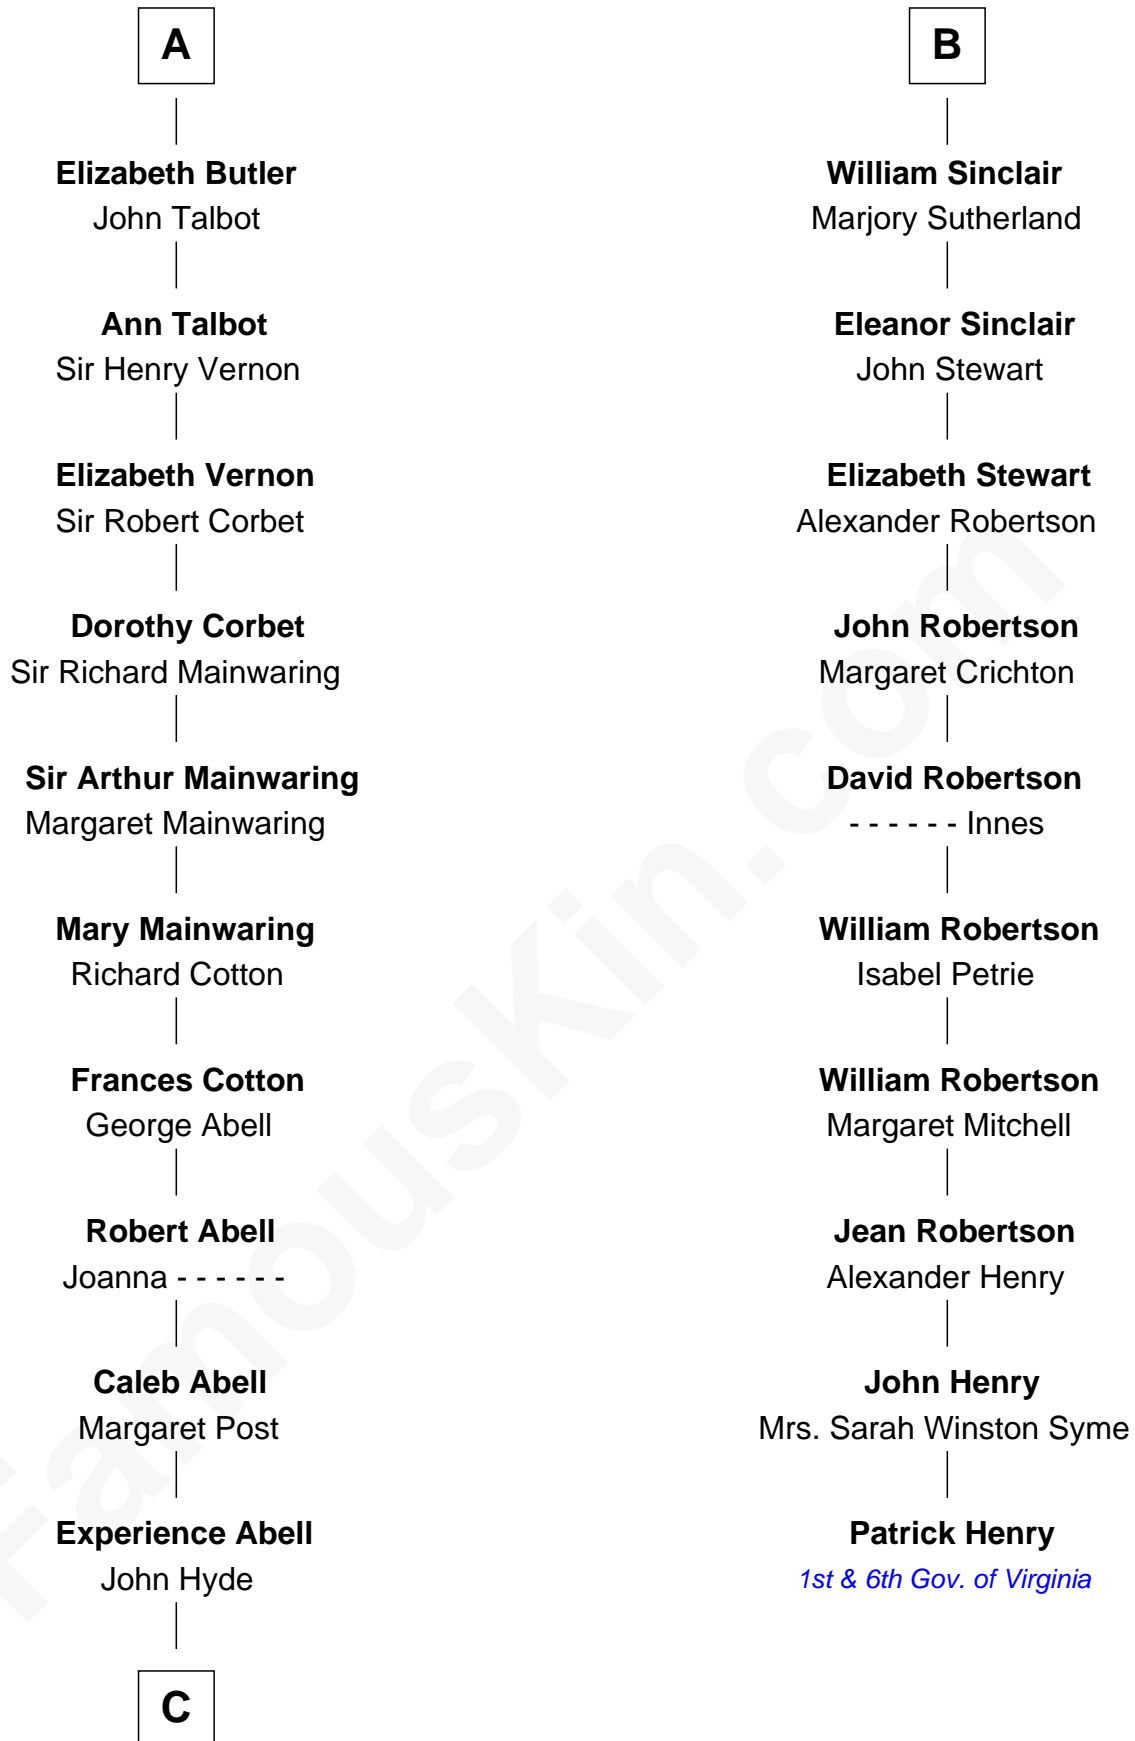 A
Elizabeth Butler
John Talbot
Ann Talbot
Sir Henry Vernon
Elizabeth Vernon
Sir Robert Corbet
Dorothy Corbet
Sir Richard Mainwaring
Sir Arthur Mainwaring
Margaret Mainwaring
Mary Mainwaring
Richard Cotton
Frances Cotton
George Abell
Robert Abell
Joanna - - - - - -
Caleb Abell
Margaret Post
Experience Abell
John Hyde
C
B
William Sinclair
Marjory Sutherland
Eleanor Sinclair
John Stewart
Elizabeth Stewart
Alexander Robertson
John Robertson
Margaret Crichton
David Robertson
- - - - - - Innes
William Robertson
Isabel Petrie
William Robertson
Margaret Mitchell
Jean Robertson
Alexander Henry
John Henry
Mrs. Sarah Winston Syme
Patrick Henry
1st & 6th Gov. of Virginia
FamousKin.com